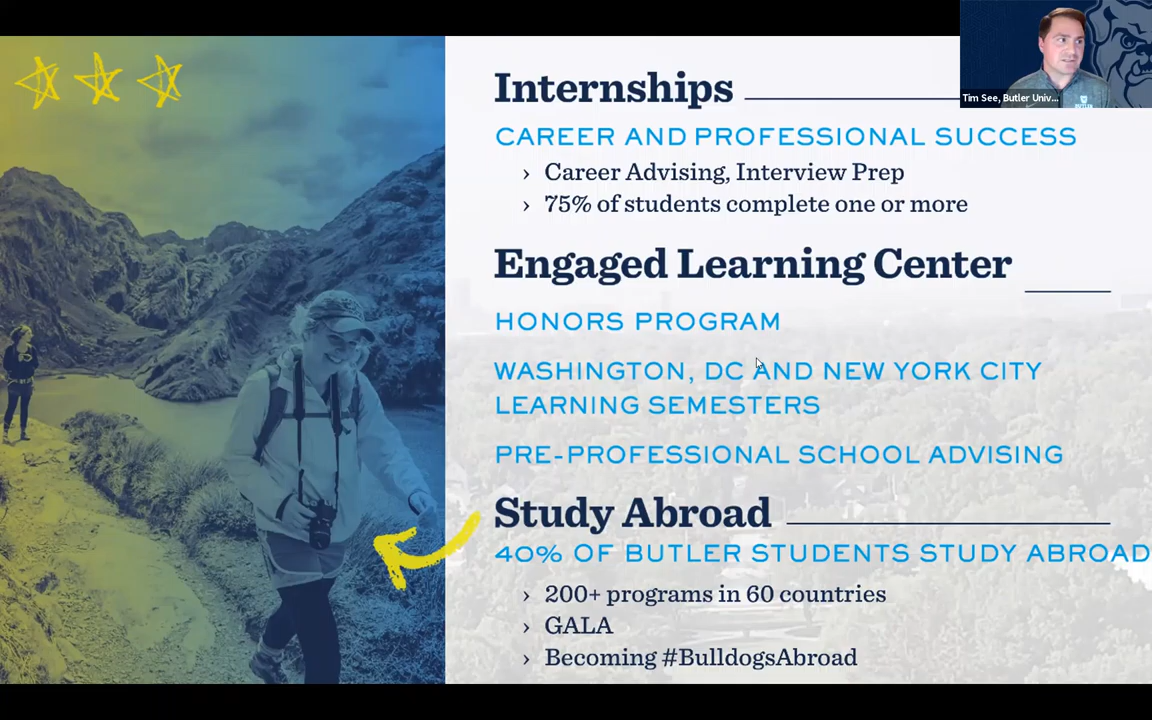 Internships
CAREER AND PROFESSIONAL SUCCESS
› Career Advising, Interview Prep
› 75% of students complete one or more
Engaged Learning Center
HONORS PROGRAM
WASHINGTON, DC AND NEW YORK CITY
LEARNING SEMESTERS
PRE-PROFESSIONAL SCHOOL ADVISING
Study Abroad
40% OF BUTLER STUDENTS STUDY ABROAD
› 200+ programs in 60 countries
› GALA
› Becoming #BulldogsAbroad
Tim See, Butler Univ...
BUTLER